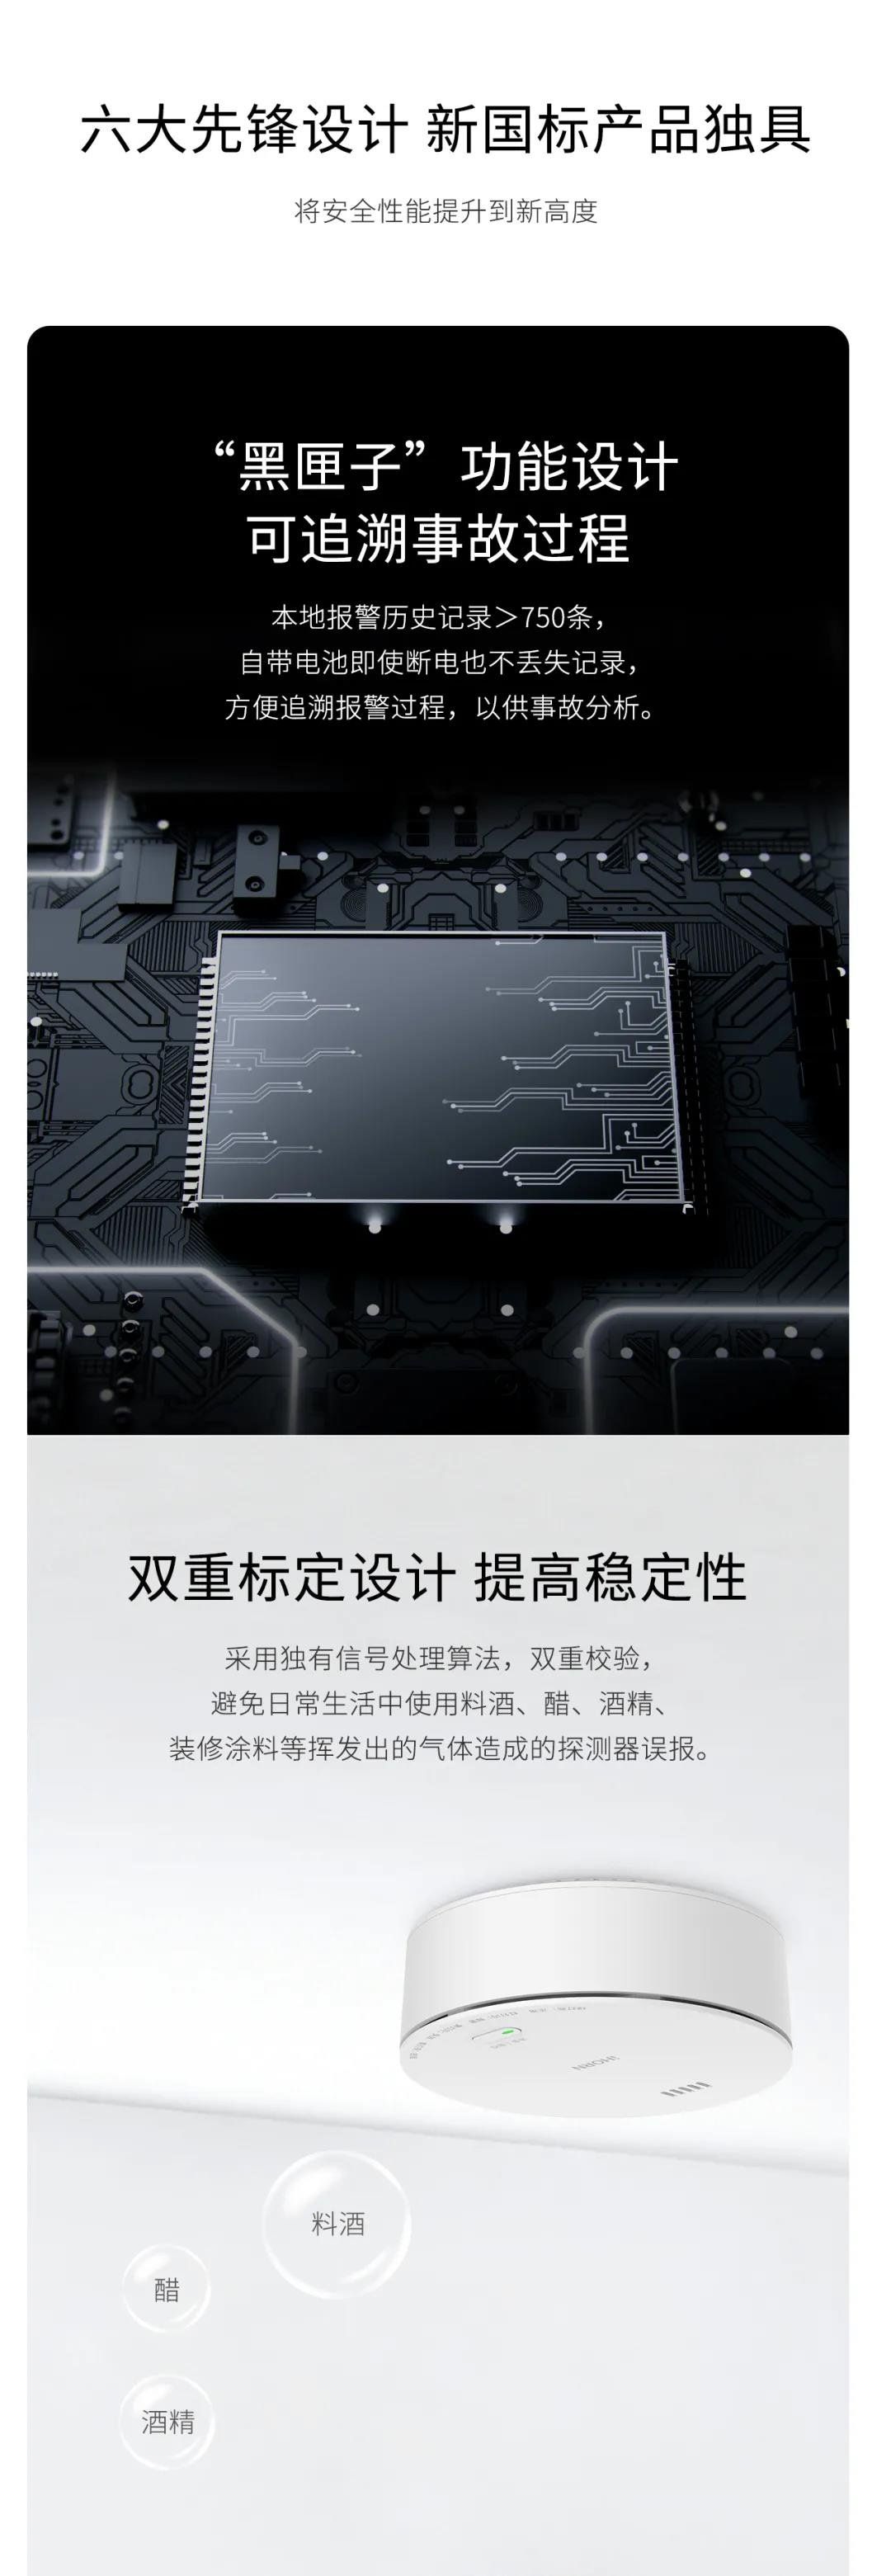 六大先锋设计 新国标产品独具
将安全性能提升到新高度
“黑匣子”功能设计
可追溯事故过程
本地报警历史记录＞750条，
自带电池即使断电也不丢失记录，
方便追溯报警过程，以供事故分析。
双重标定设计 提高稳定性
采用独有信号处理算法，双重校验，
避免日常生活中使用料酒、醋、酒精、
装修涂料等挥发出的气体造成的探测器误报。
HORN
料酒
醋
酒精